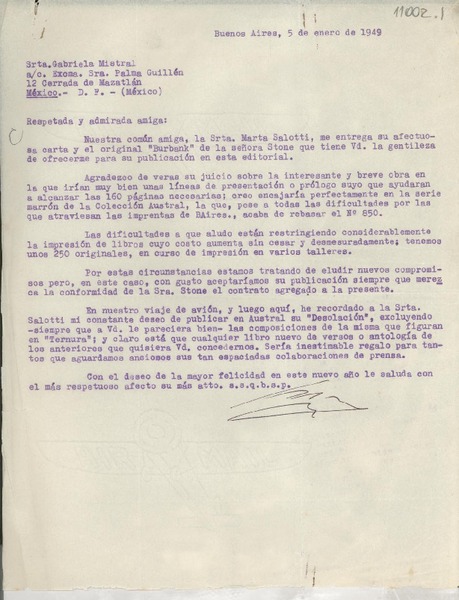 11002.1
Buenos Aires, 5 de enero de 1949
Srta.Gabriela Mistral
a/c. Excma. Sra. Palma Guillén
12 Cerrada de Mazatlán
México.- D. F. - (México)
Respetada y admirada amiga:
Nuestra común amiga, la Srta. Marta Salotti, me entrega su afectuo-
sa carta y el original "Burbank" de la señora Stone que tiene Vd. la gentileza
de ofrecerme para su publicación en esta editorial.
Agradezco de veras su juicio sobre la interesante y breve obra en
la que irían muy bien unas líneas de presentación o prólogo suyo que ayudaran
a alcanzar las 160 páginas necesarias; creo encajaría perfectamente en la serie
marrón de la Colección Austral, la que, pese a todas las dificultades por las
que atraviesan las imprentas de BAires, acaba de rebasar el Nº 850.
Las dificultades a que aludo están restringiendo considerablemente
la impresión de libros cuyo costo aumenta sin cesar y desmesuradamente; tenemos
unos 250 originales, en curso de impresión en varios talleres.
Por estas circunstancias estamos tratando de eludir nuevos compromi-
sos pero, en este caso, con gusto aceptaríamos su publicación siempre que merez
ca la conformidad de la Sra. Stone el contrato agregado a la presente.
En nuestro viaje de avión, y luego aquí, he recordado a la Srta.
Salotti mi constante deseo de publicar en Austral su "Desolación", excluyendo
-siempre que a Vd. le pareciera bien- las composiciones de la misma que figuran
en "Ternura"; y claro está que cualquier libro nuevo de versos o antología de
los anteriores que quisiera Vd. concedernos. Sería inestimable regalo para tan-
tos que aguardamos ansiosos sus tan espaciadas colaboraciones de prensa.
Con el deseo de la mayor felicidad en este nuevo año le saluda con
el más respetuoso afecto su más atto. s.s.q.b.s.p.